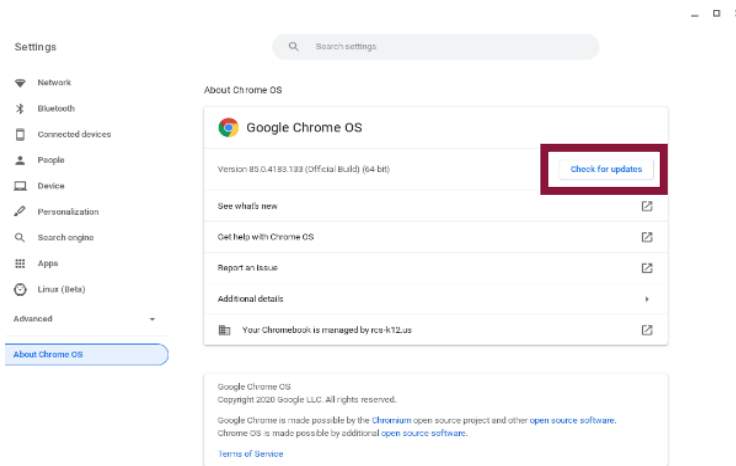 Settings
Search settings
Network
Bluetooth
Connected devices
People
Device
Personalization
Search engine
Apps
Linux (Beta)
Advanced
About Chrome OS
About Chrome OS
Google Chrome OS
Version 85.0.4183.133 (Official Build) (64 bit)
Check for updates
See what's new
Get help with Chrome OS
Report an issue
Additional details
Your Chromebook is managed by rcs-k12.us
Google Chrome OS
Copyright 2020 Google LLC. All rights reserved.
Google Chrome is made possible by the Chromium open source project and other open source software.
Chrome OS is made possible by additional open source software.
Terms of Service